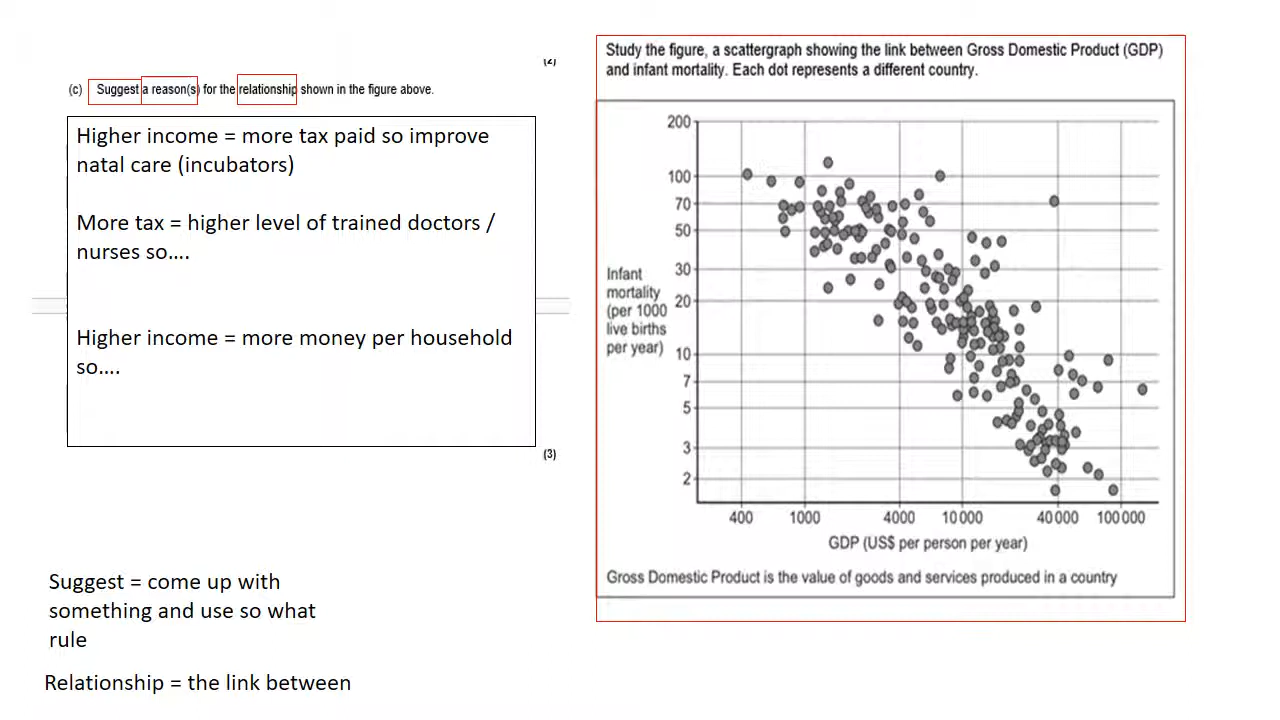 (2)
(c) Suggest a reason(s) for the relationship shown in the figure above.
Higher income = more tax paid so improve
natal care (incubators)
More tax = higher level of trained doctors /
nurses so....
Higher income = more money per household
so....
(3)
Suggest = come up with
something and use so what
rule
Relationship = the link between
Study the figure, a scattergraph showing the link between Gross Domestic Product (GDP)
and infant mortality. Each dot represents a different country.
200
100
70
50
30
20
10
7
5
3
2
Infant
mortality
(per 1000
live births
per year)
400 1000 4000 10 000 40 000 100 000
GDP (US$ per person per year)
Gross Domestic Product is the value of goods and services produced in a country